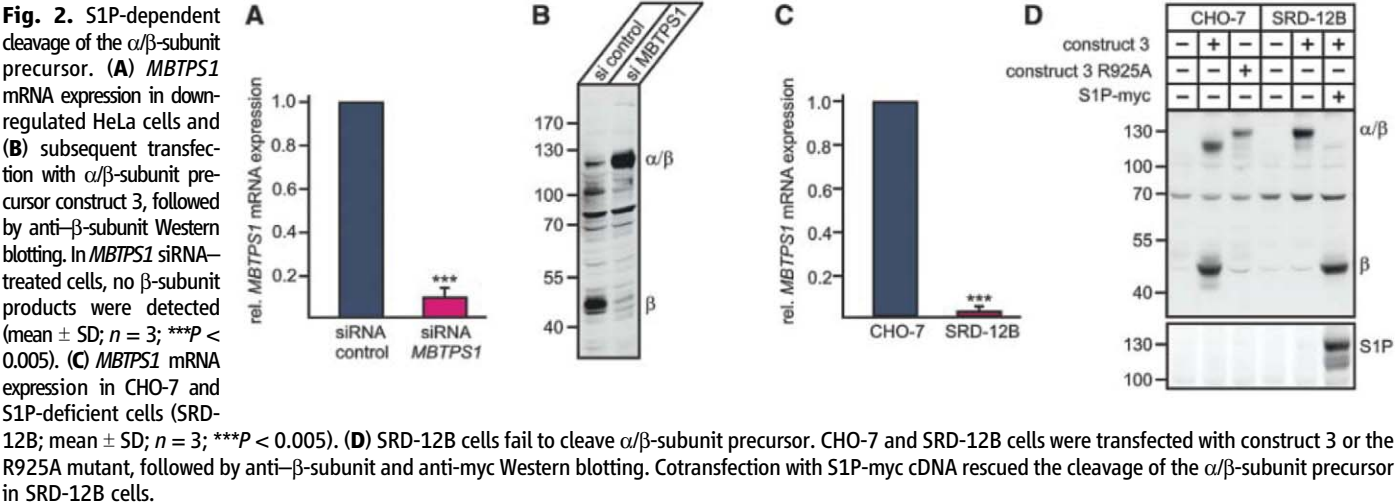 Fig. 2. S1P-dependent
cleavage of the α/β-subunit
precursor. (A) MBTPS1
mRNA expression in down-
regulated HeLa cells and
(B) subsequent transfec-
tion with α/β-subunit pre-
cursor construct 3, followed
by anti–β-subunit Western
blotting. In MBTPS1 siRNA–
treated cells, no β-subunit
products were detected
(mean ± SD; n = 3; ***P <
0.005). (C) MBTPS1 mRNA
expression in CHO-7 and
S1P-deficient cells (SRD-
12B; mean ± SD; n = 3; ***P < 0.005). (D) SRD-12B cells fail to cleave α/β-subunit precursor. CHO-7 and SRD-12B cells were transfected with construct 3 or the
R925A mutant, followed by anti–β-subunit and anti-myc Western blotting. Cotransfection with S1P-myc cDNA rescued the cleavage of the α/β-subunit precursor
in SRD-12B cells.
A
rel. MBTPS1 mRNA expression
1.0
0.8
0.6
0.4
0.2
***
siRNA control
siRNA MBTPS1
B
si control
si MBTPS1
170
130
100
70
55
40
α/β
β
C
rel. MBTPS1 mRNA expression
1.0
0.8
0.6
0.4
0.2
***
CHO-7 SRD-12B
D
CHO-7 SRD-12B
construct 3 – + – – + +
construct 3 R925A – – + – – –
S1P-myc – – – – – +
130
100
70
55
40
α/β
β
130
100
S1P